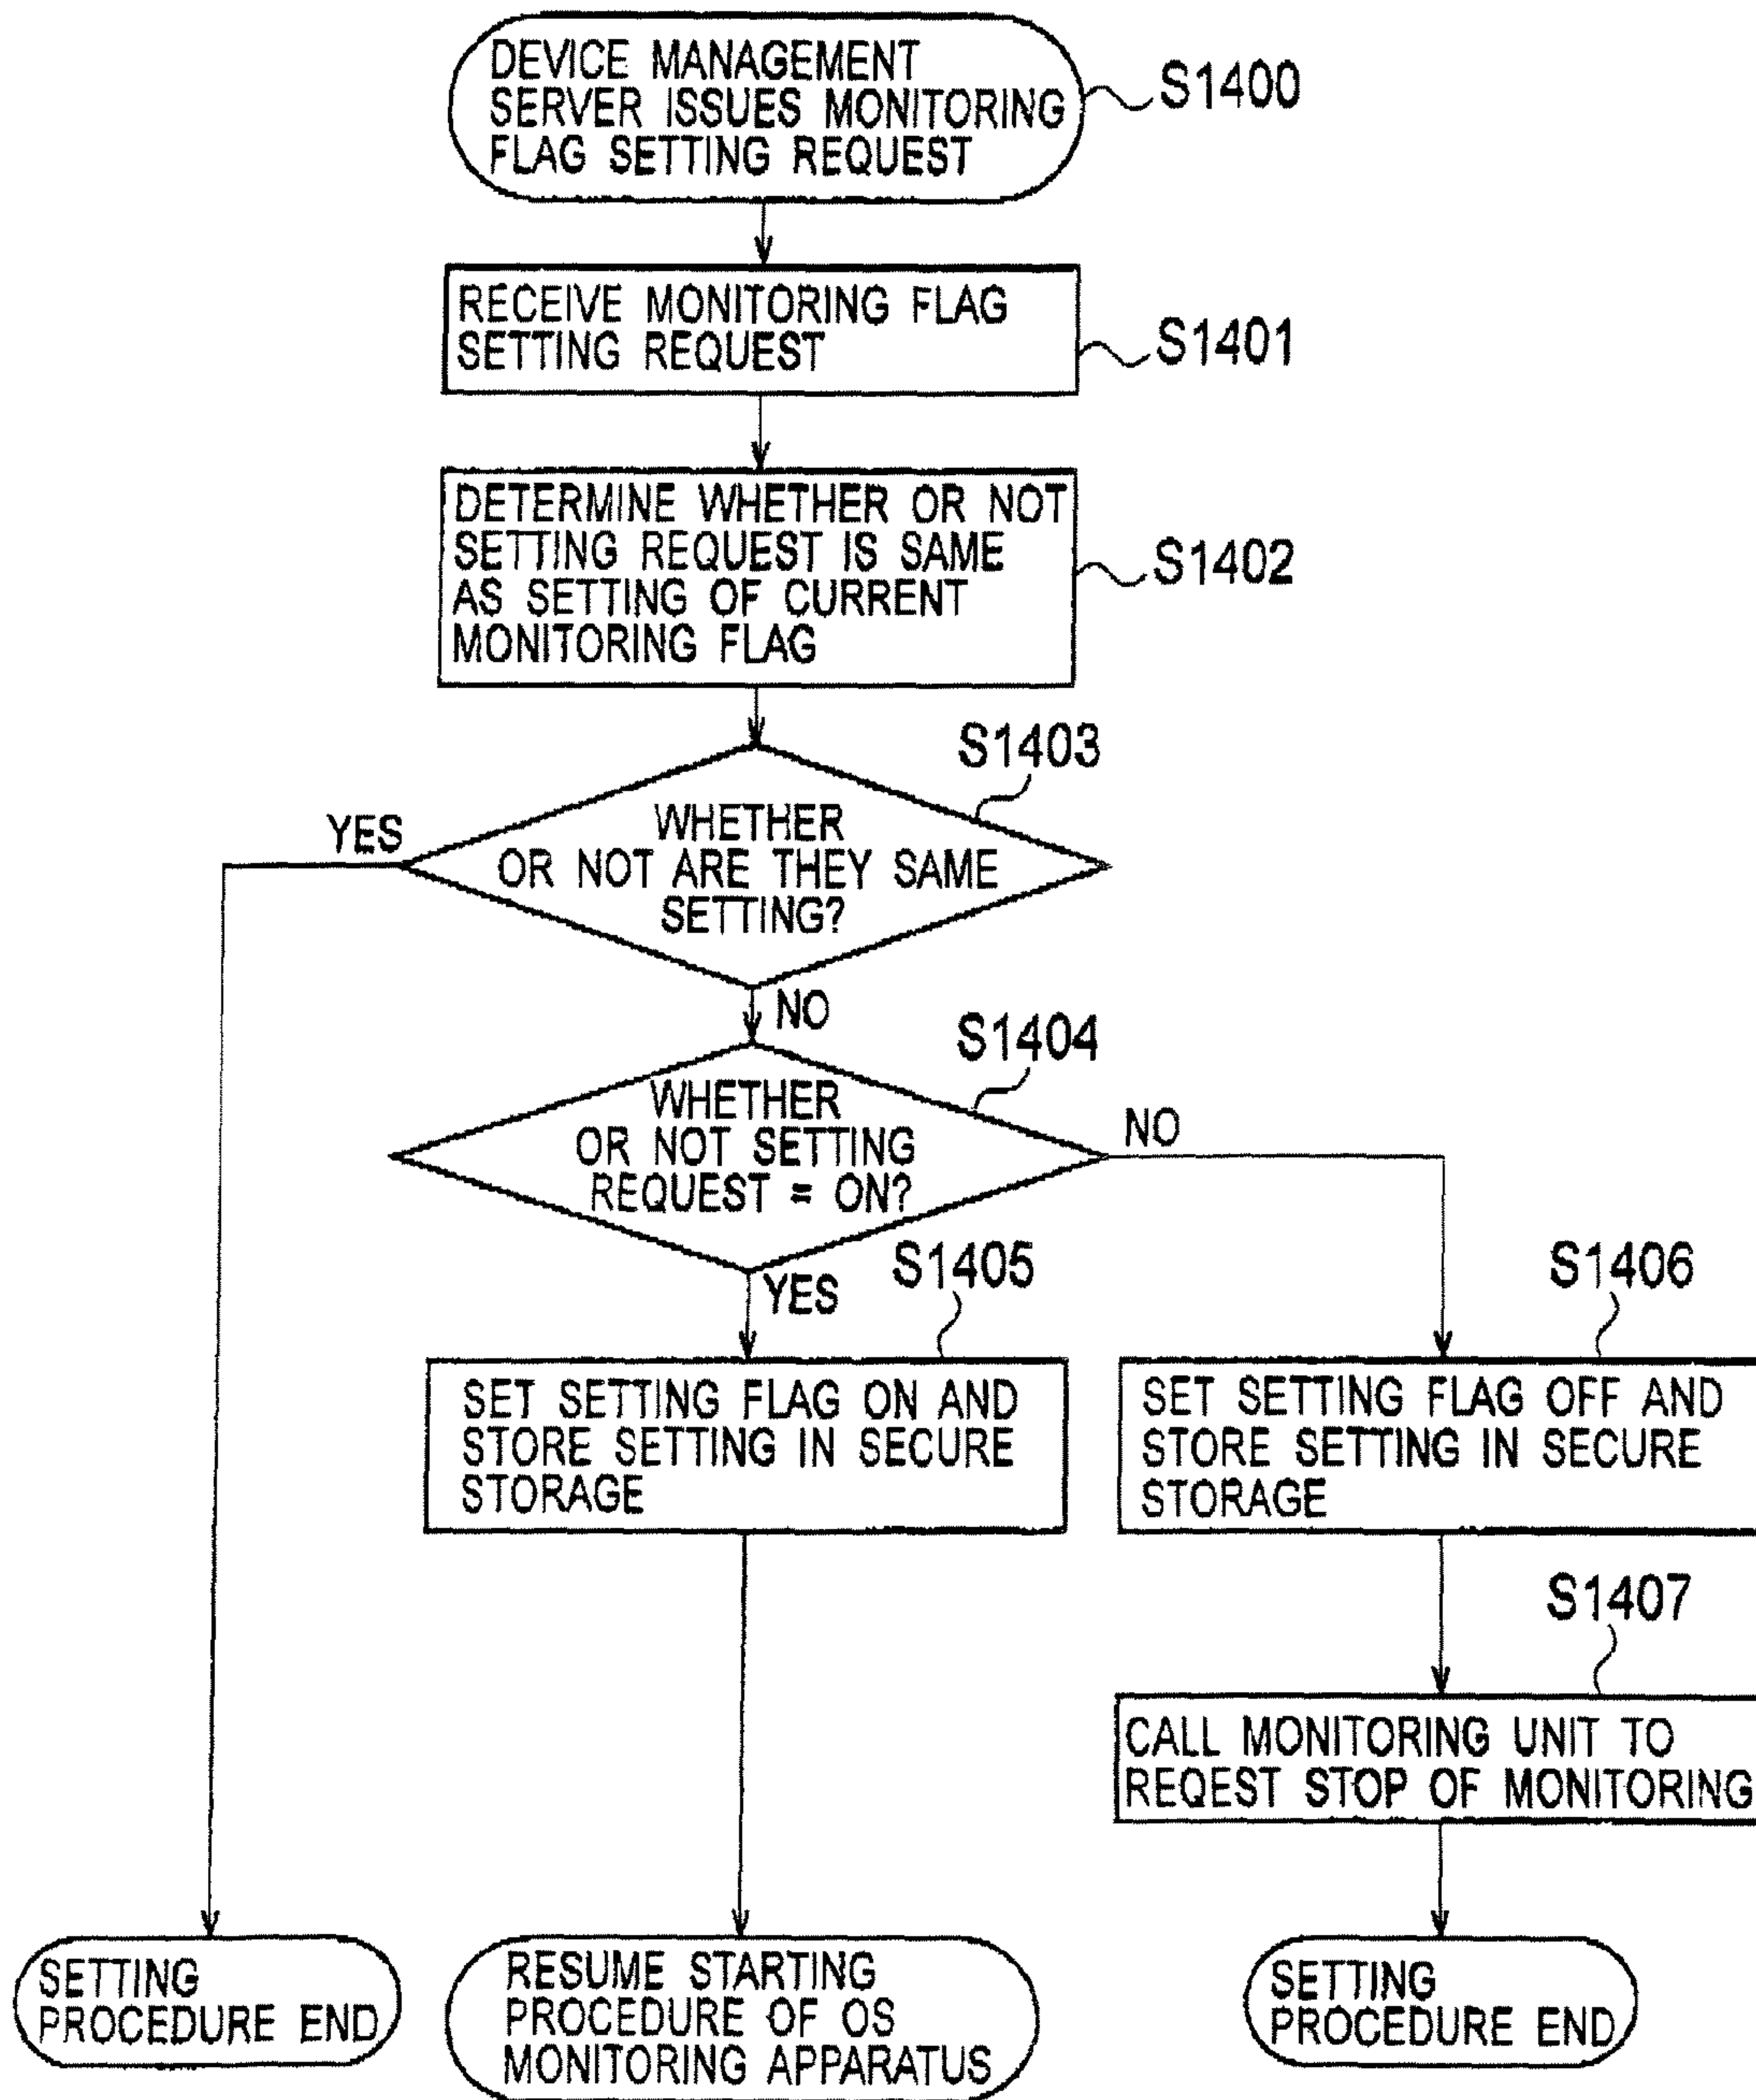 DEVICE MANAGEMENT
SERVER ISSUES MONITORING
FLAG SETTING REQUEST
S1400
RECEIVE MONITORING FLAG
SETTING REQUEST
S1401
DETERMINE WHETHER OR NOT
SETTING REQUEST IS SAME
AS SETTING OF CURRENT
MONITORING FLAG
S1402
S1403
YES
WHETHER
OR NOT ARE THEY SAME
SETTING?
NO
S1404
WHETHER
OR NOT SETTING
REQUEST = ON?
NO
YES
S1405
S1406
SET SETTING FLAG ON AND
STORE SETTING IN SECURE
STORAGE
SET SETTING FLAG OFF AND
STORE SETTING IN SECURE
STORAGE
S1407
CALL MONITORING UNIT TO
REQEST STOP OF MONITORING
SETTING
PROCEDURE END
RESUME STARTING
PROCEDURE OF OS
MONITORING APPARATUS
SETTING
PROCEDURE END